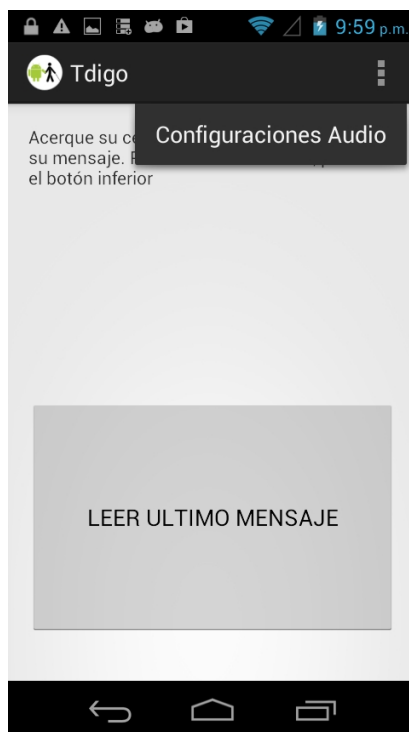 9:59 p.m.
Tdigo
Configuraciones Audio
Acerque su
su mensaje.
el botón inferior
LEER ULTIMO MENSAJE